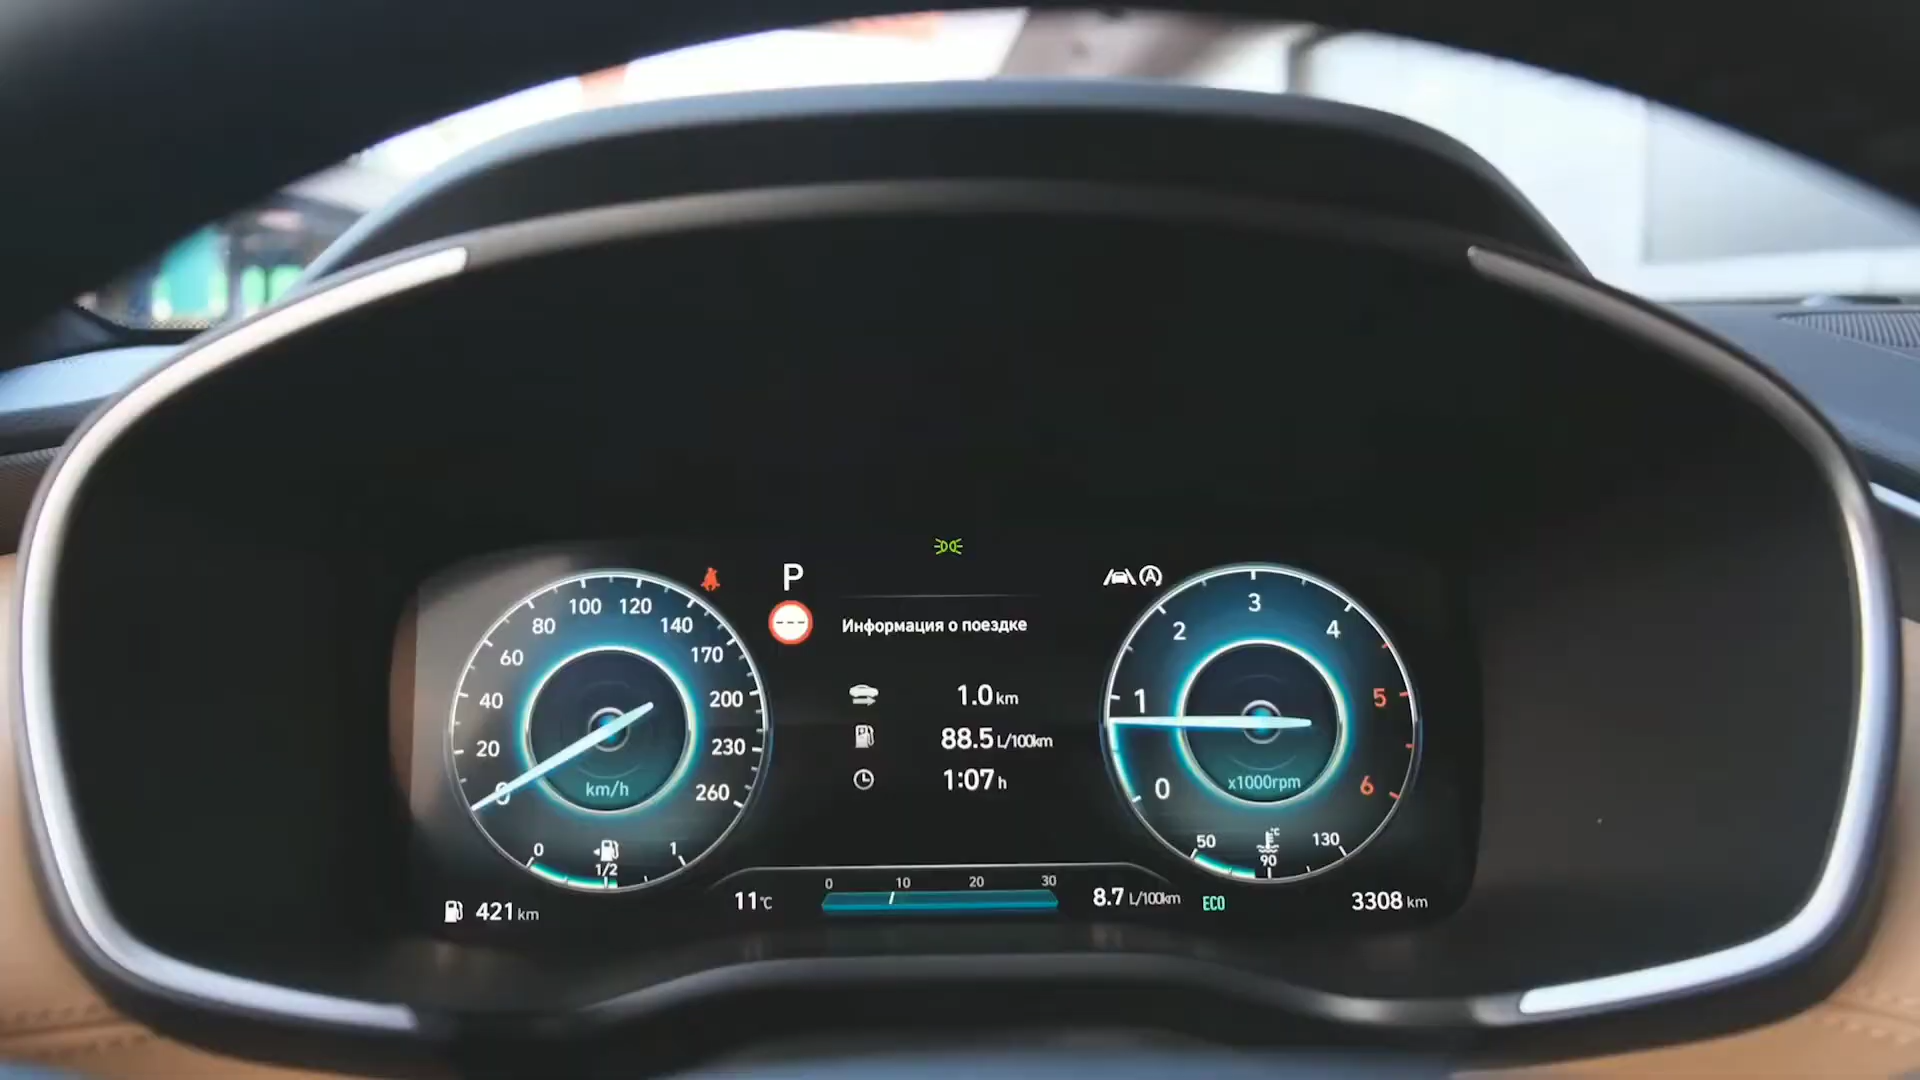 P
Информация о поездке
1.0 km
88.5 L/100km
1:07 h
0 20 40 60 80 100 120 140 170 200 230 260
km/h
0 1/2 1
421 km
11°C
0 10 20 30
8.7 L/100km
A
0 1 2 3 4 5 6
x1000rpm
50 90 130
°C
ECO
3308 km